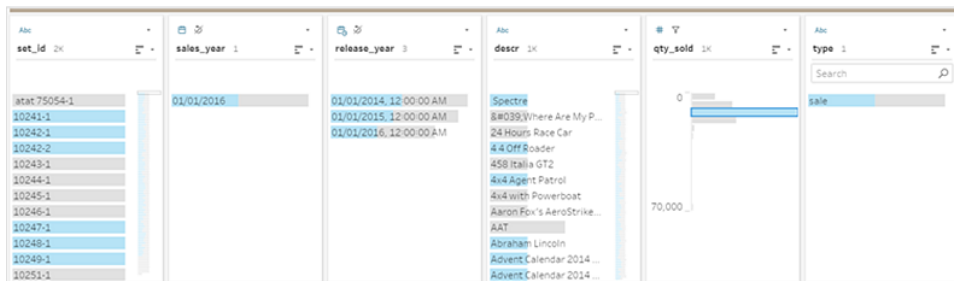 Abc
set_id 2K
atat 75054-1
10241-1
10242-1
10242-2
10243-1
10244-1
10245-1
10246-1
10247-1
10248-1
10249-1
10251-1
sales_year 1
01/01/2016
release_year 3
01/01/2014, 12:00:00 AM
01/01/2015, 12:00:00 AM
01/01/2016, 12:00:00 AM
Abc
descr 1K
Spectre
&#039;Where Are My P...
24 Hours Race Car
4 4 Off Roader
458 Italia GT2
4x4 Agent Patrol
4x4 with Powerboat
Aaron Fox's AeroStrike...
AAT
Abraham Lincoln
Advent Calendar 2014 ...
Advent Calendar 2014 ...
#
qty_sold 1K
0
70,000
Abc
type 1
Search
sale